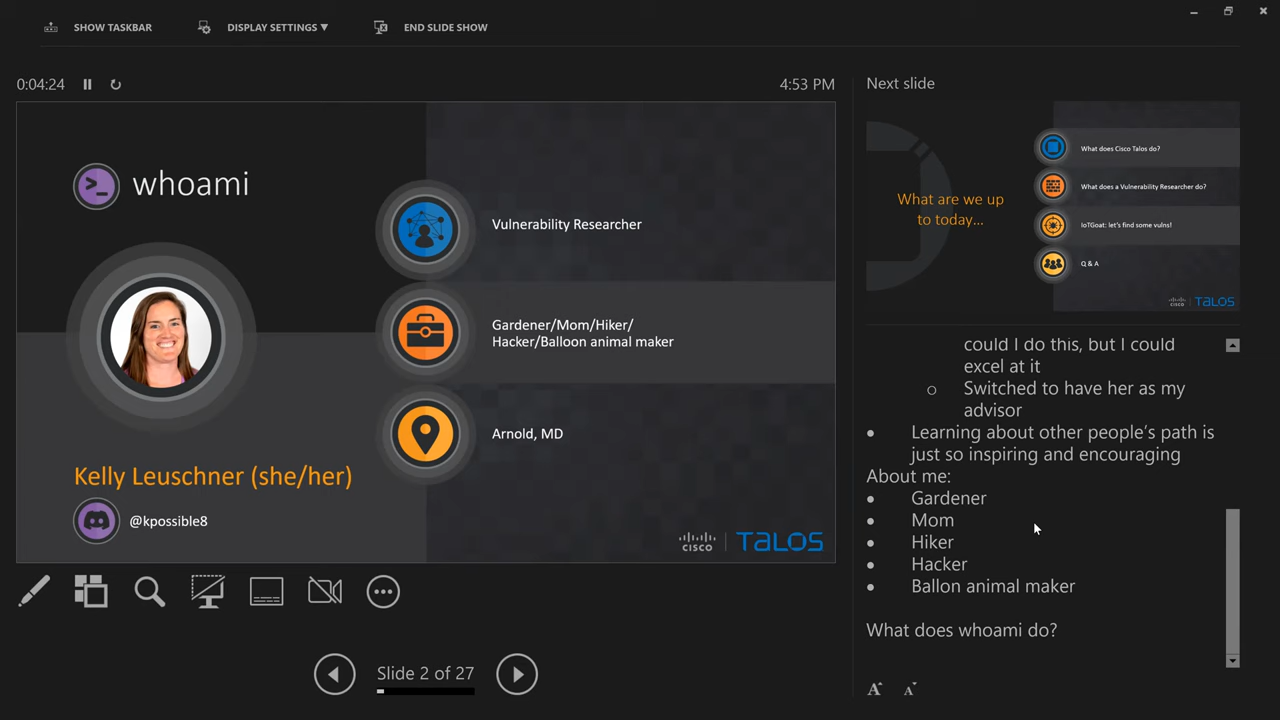 SHOW TASKBAR
DISPLAY SETTINGS ▼
END SLIDE SHOW
0:04:24
4:53 PM
>_ whoami
Vulnerability Researcher
Gardener/Mom/Hiker/
Hacker/Balloon animal maker
Arnold, MD
Kelly Leuschner (she/her)
@kpossible8
cisco TALOS
Slide 2 of 27
Next slide
What are we up
to today...
What does Cisco Talos do?
What does a Vulnerability Researcher do?
IoTGoat: let's find some vulns!
Q & A
cisco TALOS
could I do this, but I could
excel at it
o Switched to have her as my
advisor
• Learning about other people's path is
just so inspiring and encouraging
About me:
• Gardener
• Mom
• Hiker
• Hacker
• Ballon animal maker
What does whoami do?
A A